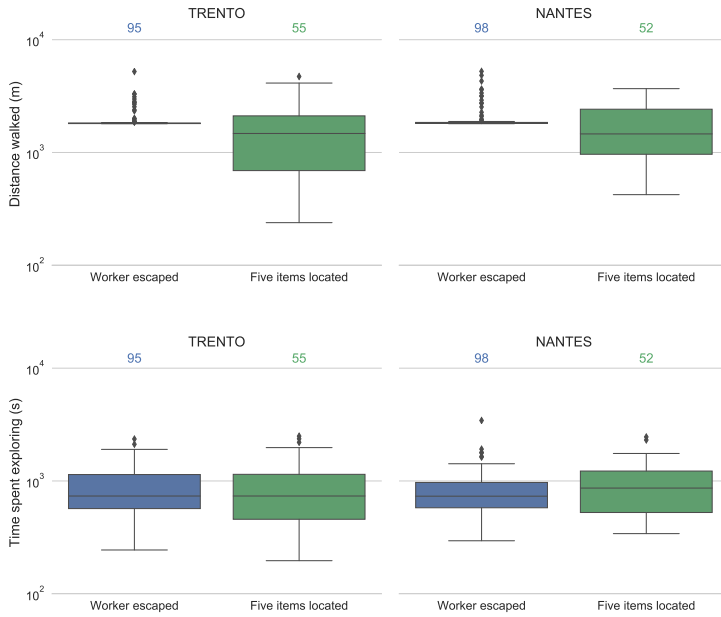 TRENTO NANTES
95 55 98 52
10^4
Distance walked (m)
10^3
10^2
Worker escaped Five items located Worker escaped Five items located
TRENTO NANTES
95 55 98 52
10^4
Time spent exploring (s)
10^3
10^2
Worker escaped Five items located Worker escaped Five items located